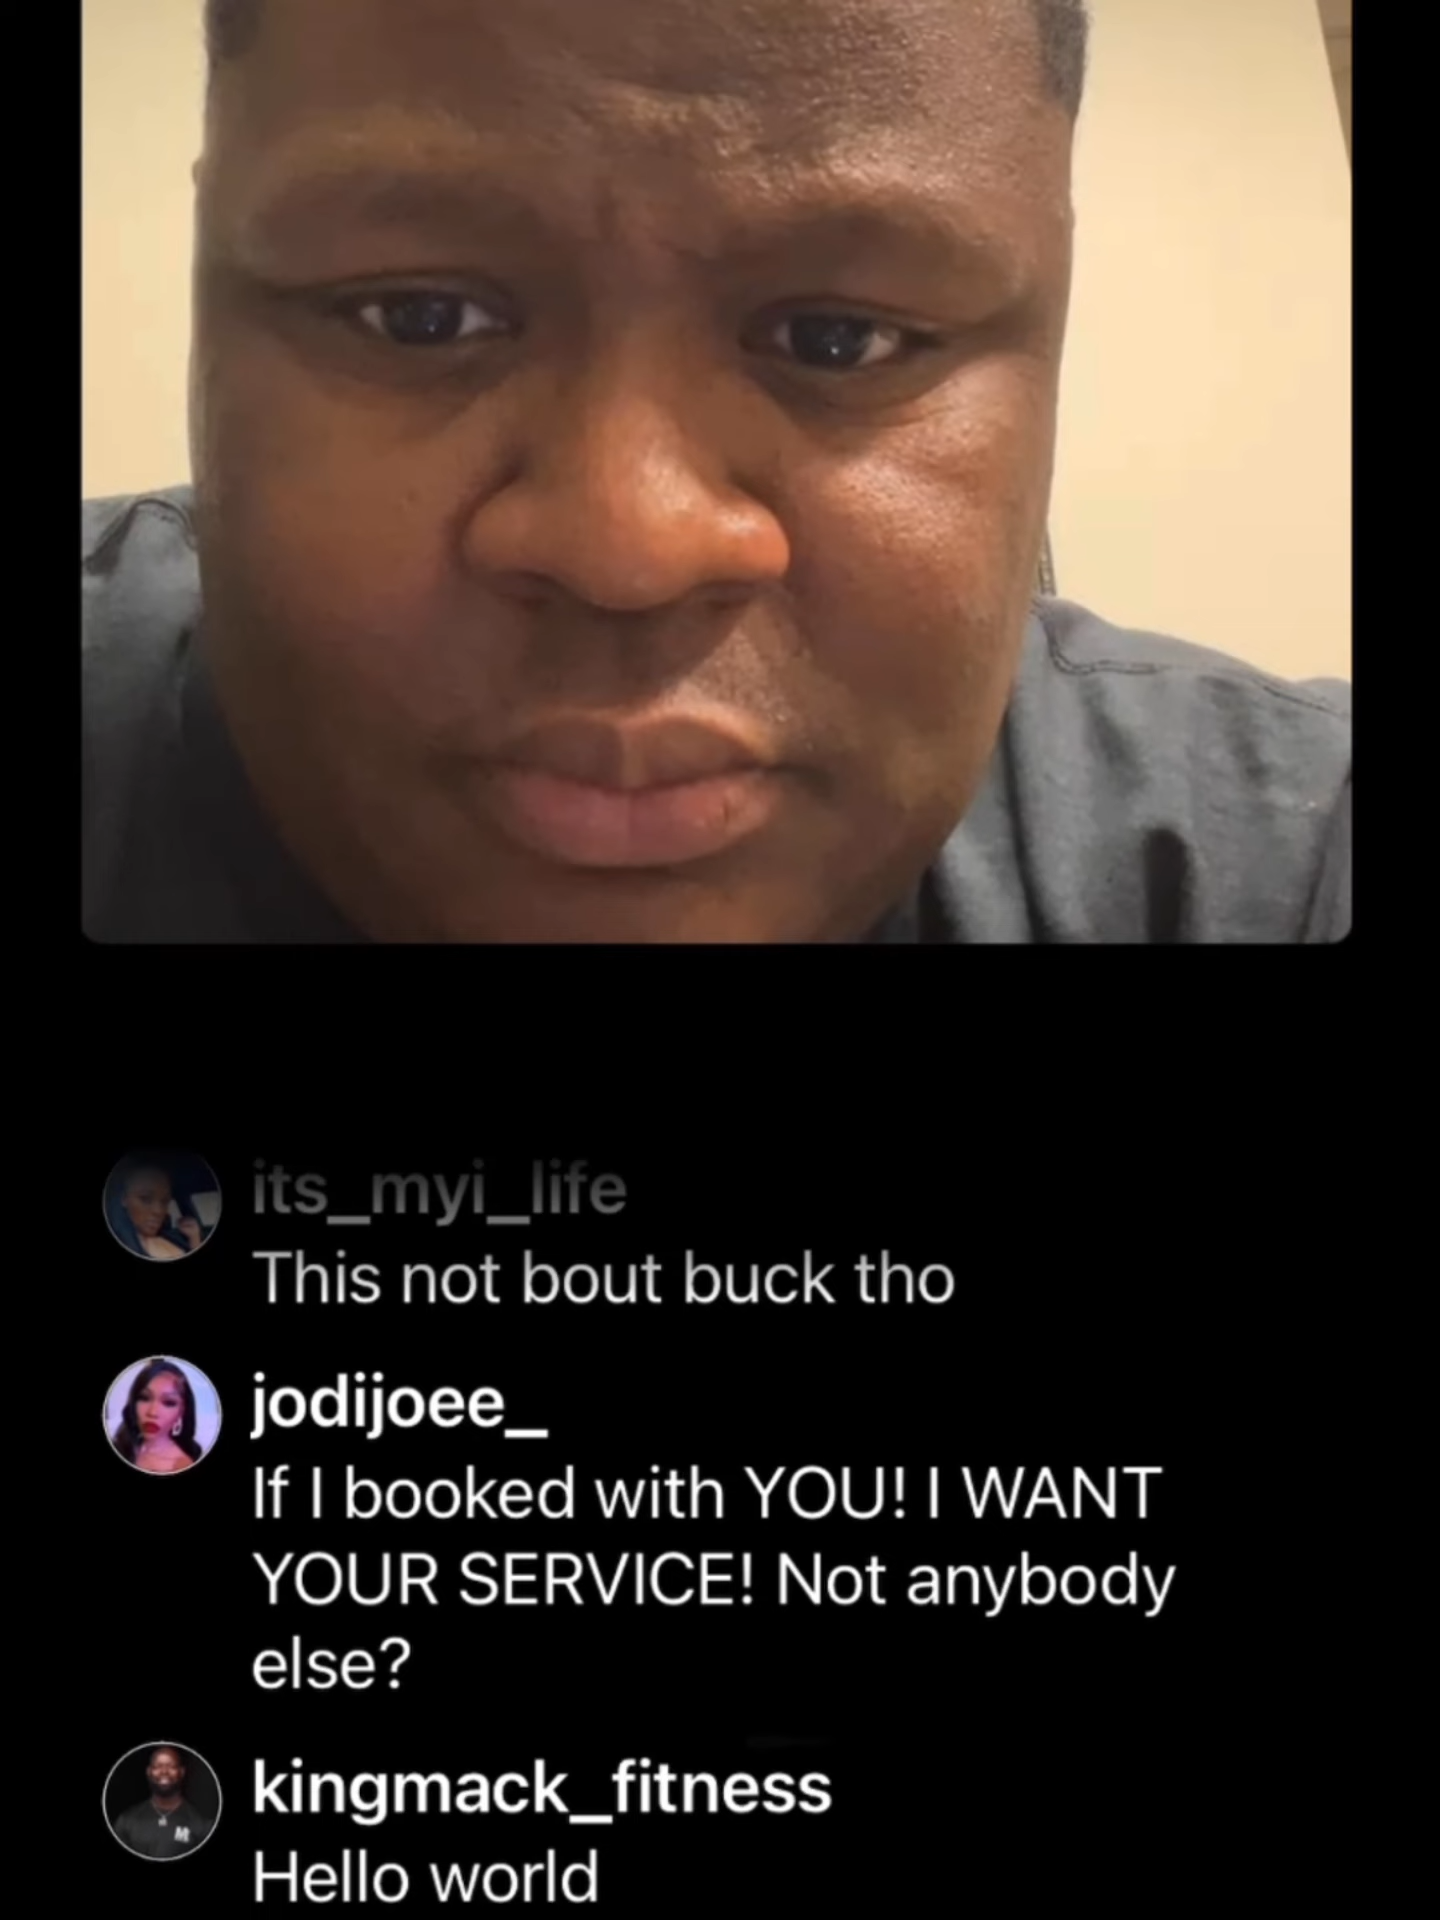 its_myi_life
This not bout buck tho
jodijoee_
If I booked with YOU! I WANT
YOUR SERVICE! Not anybody
else?
kingmack_fitness
Hello world